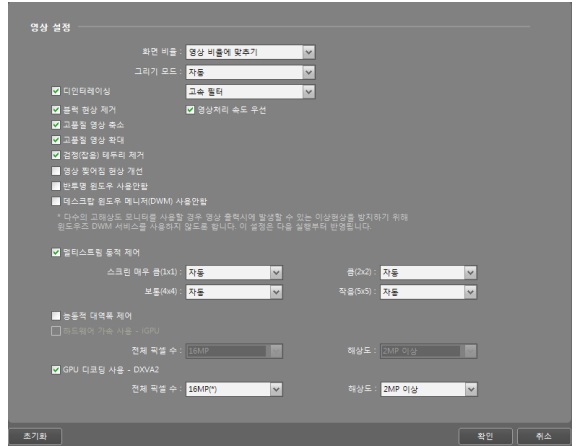 영상 설정
화면 비율 : 영상 비율에 맞추기
그리기 모드 : 자동
디인터레이싱 고속 필터
블럭 현상 제거 영상처리 속도 우선
고품질 영상 축소
고품질 영상 확대
검정(잡음) 테두리 제거
영상 찢어짐 현상 개선
반투명 윈도우 사용안함
데스크탑 윈도우 메니저(DWM) 사용안함
* 다수의 고해상도 모니터를 사용할 경우 영상 출력시에 발생할 수 있는 이상현상을 방지하기 위해
윈도우즈 DWM 서비스를 사용하지 않도록 합니다. 이 설정은 다음 실행부터 반영됩니다.
멀티스트림 동적 제어
스크린 매우 큼(1x1) : 자동 큼(2x2) : 자동
보통(4x4) : 자동 작음(5x5) : 자동
능동적 대역폭 제어
하드웨어 가속 사용 - iGPU
전체 픽셀 수 : 16MP 해상도 : 2MP 이상
GPU 디코딩 사용 - DXVA2
전체 픽셀 수 : 16MP(*) 해상도 : 2MP 이상
초기화 확인 취소